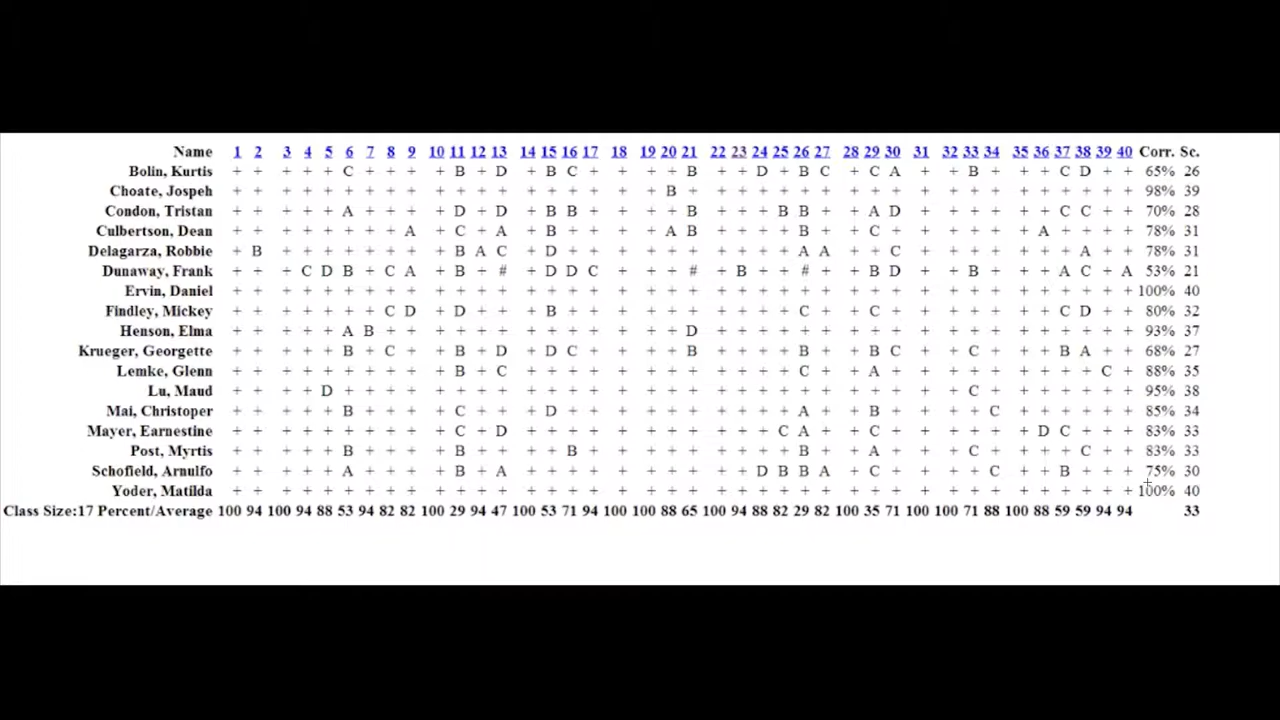 Name 1 2 3 4 5 6 7 8 9 10 11 12 13 14 15 16 17 18 19 20 21 22 23 24 25 26 27 28 29 30 31 32 33 34 35 36 37 38 39 40 Corr. Sc.
Bolin, Kurtis + + + + + C + + + + B + D + B C + + + + B + + D + B C + C A + + B + + + C D + + 65% 26
Choate, Jospeh + + + + + + + + + + + + + + + + + + + B + + + + + + + + + + + + + + + + + + + + 98% 39
Condon, Tristan + + + + + A + + + + D + D + B B + + + + B + + + B B + + A D + + + + + + C C + + 70% 28
Culbertson, Dean + + + + + + + + A + C + A + B + + + + A B + + + + B + + C + + + + + + A + + + + 78% 31
Delagarza, Robbie + B + + + + + + + + B A C + D + + + + + + + + + + A A + + C + + + + + + + A + + 78% 31
Dunaway, Frank + + + C D B + C A + B + # + D D C + + + # + B + + # + + B D + + B + + + A C + A 53% 21
Ervin, Daniel + + + + + + + + + + + + + + + + + + + + + + + + + + + + + + + + + + + + + + + + 100% 40
Findley, Mickey + + + + + + + C D + B + + + B + + + + + + + + + + C + + C + + + + + + + C D + + 80% 32
Henson, Elma + + + + + A B + + + + + + + + + + + + + D + + + + + + + + + + + + + + + + + + + 93% 37
Krueger, Georgette + + + + + B + C + + B + D + D C + + + + B + + + + B + + B C + + C + + + B A + + 68% 27
Lemke, Glenn + + + + + + + + + + B + C + + + + + + + + + + + + C + + A + + + + + + + + + C + 88% 35
Lu, Maud + + + + D + + + + + + + + + + + + + + + + + + + + + + + + + + + C + + + + + + + 95% 38
Mai, Christoper + + + + + B + + + + C + + + D + + + + + + + + + + A + + B + + + + C + + + + + + 85% 34
Mayer, Earnestine + + + + + + + + + + C + D + + + + + + + + + + + C A + + C + + + + + + D C + + + 83% 33
Post, Myrtis + + + + + B + + + + B + + + + B + + + + + + + + + B + + A + + + C + + + + C + + 83% 33
Schofield, Arnulfo + + + + + A + + + + B + A + + + + + + + + + + D B B A + C + + + + C + + B + + + 75% 30
Yoder, Matilda + + + + + + + + + + + + + + + + + + + + + + + + + + + + + + + + + + + + + + + + 100% 40
Class Size:17 Percent/Average 100 94 100 94 88 53 94 82 82 100 29 94 47 100 53 71 94 100 100 88 65 100 94 88 82 29 82 100 35 71 100 100 71 88 100 88 59 59 94 94 33